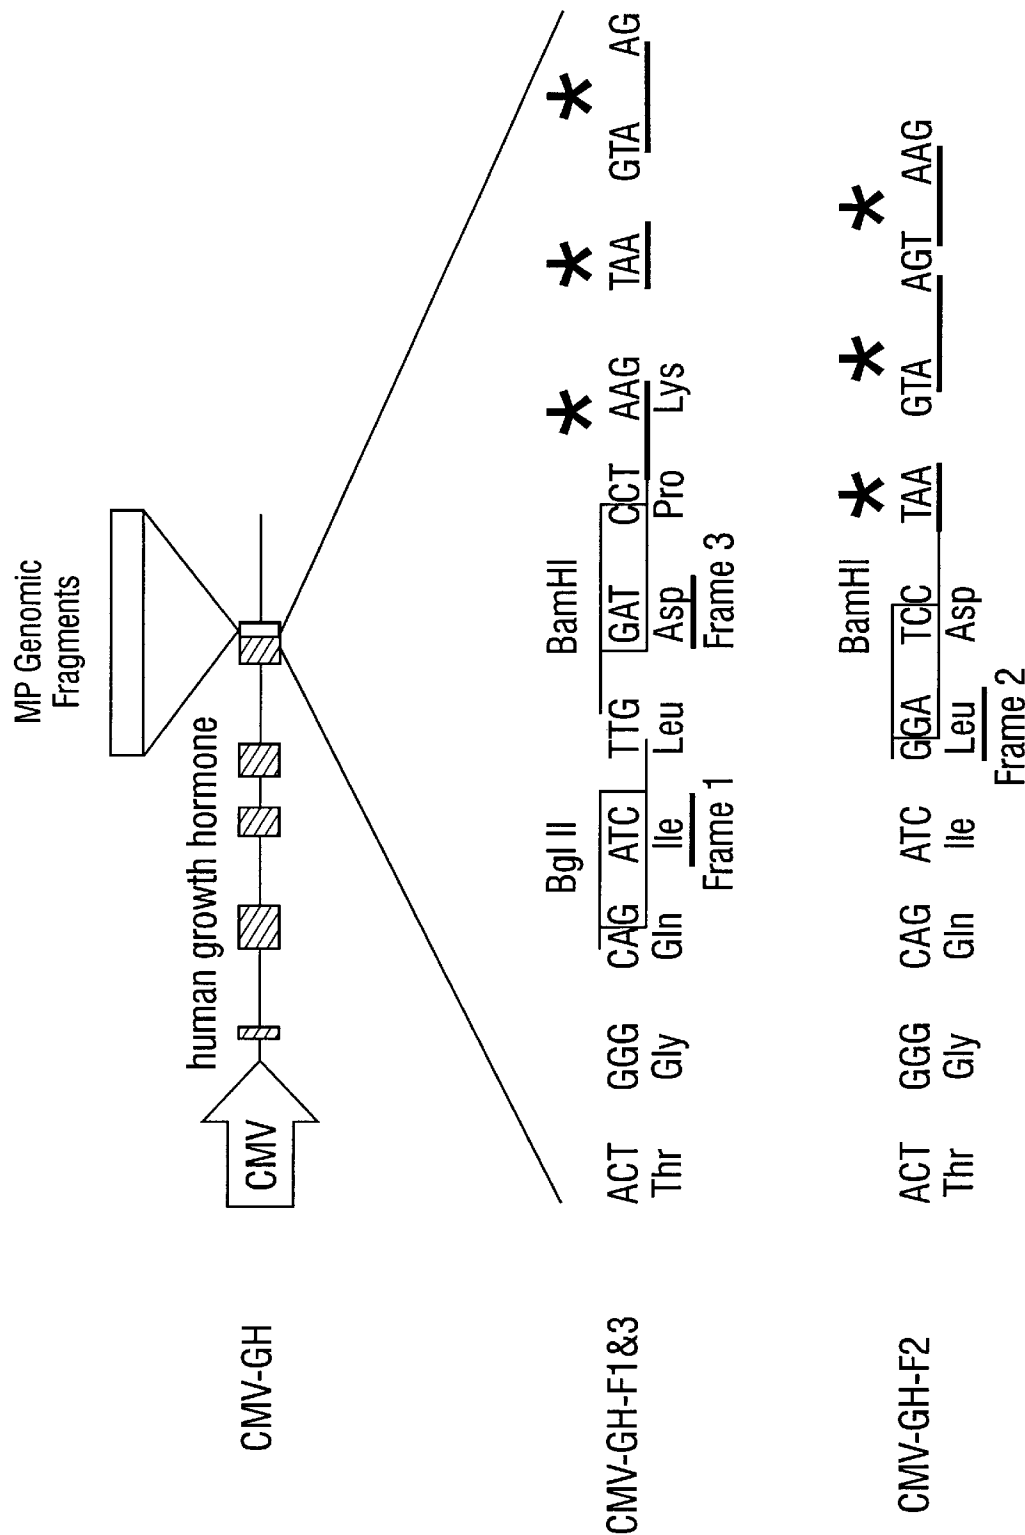 MP Genomic
Fragments
human growth hormone
CMV-GH
CMV
BglII BamHI
CMV-GH-F1&3 ACT GGG CAG ATC TTG GAT CCT AAG TAA GTA AG
Thr Gly Gln Ile Leu Asp Pro Lys
Frame 1 Frame 3
* * *
BamHI
CMV-GH-F2 ACT GGG CAG ATC GGA TCC TAA GTA AGT AAG
Thr Gly Gln Ile Leu Asp
Frame 2
* * *